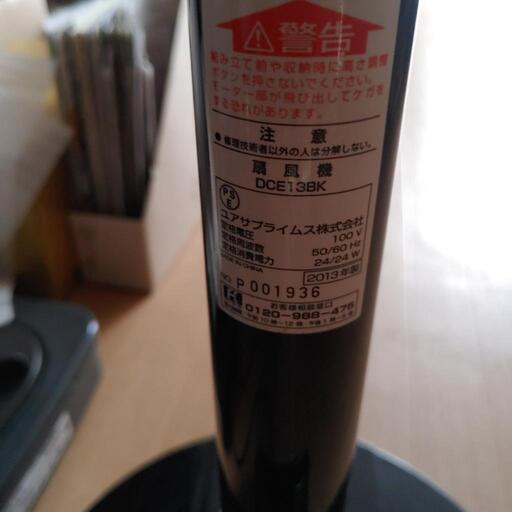 警告
組み立て前や収納時に高さ調整
ボタンを押さないでください。
モーター部が飛び出してケガを
する恐れがあります。
注意
●修理技術者以外の人は分解しない。
扇風機
DCE13BK
PS
E
ユアサプライムス株式会社
定格電圧 100 V
定格周波数 50/60 Hz
定格消費電力 24/24 W
MADE IN CHINA
2013年製
NO. P 001936
お客様相談窓口
0120-988-475